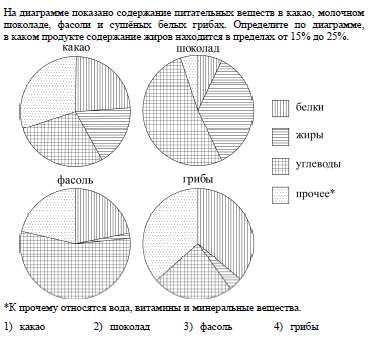 На диаграмме показано содержание питательных веществ в какао, молочном
шоколаде, фасоли и сушёных белых грибах. Определите по диаграмме,
в каком продукте содержание жиров находится в пределах от 15% до 25%.
какао
шоколад
белки
жиры
углеводы
прочее*
фасоль
грибы
*К прочему относятся вода, витамины и минеральные вещества.
1) какао 2) шоколад 3) фасоль 4) грибы